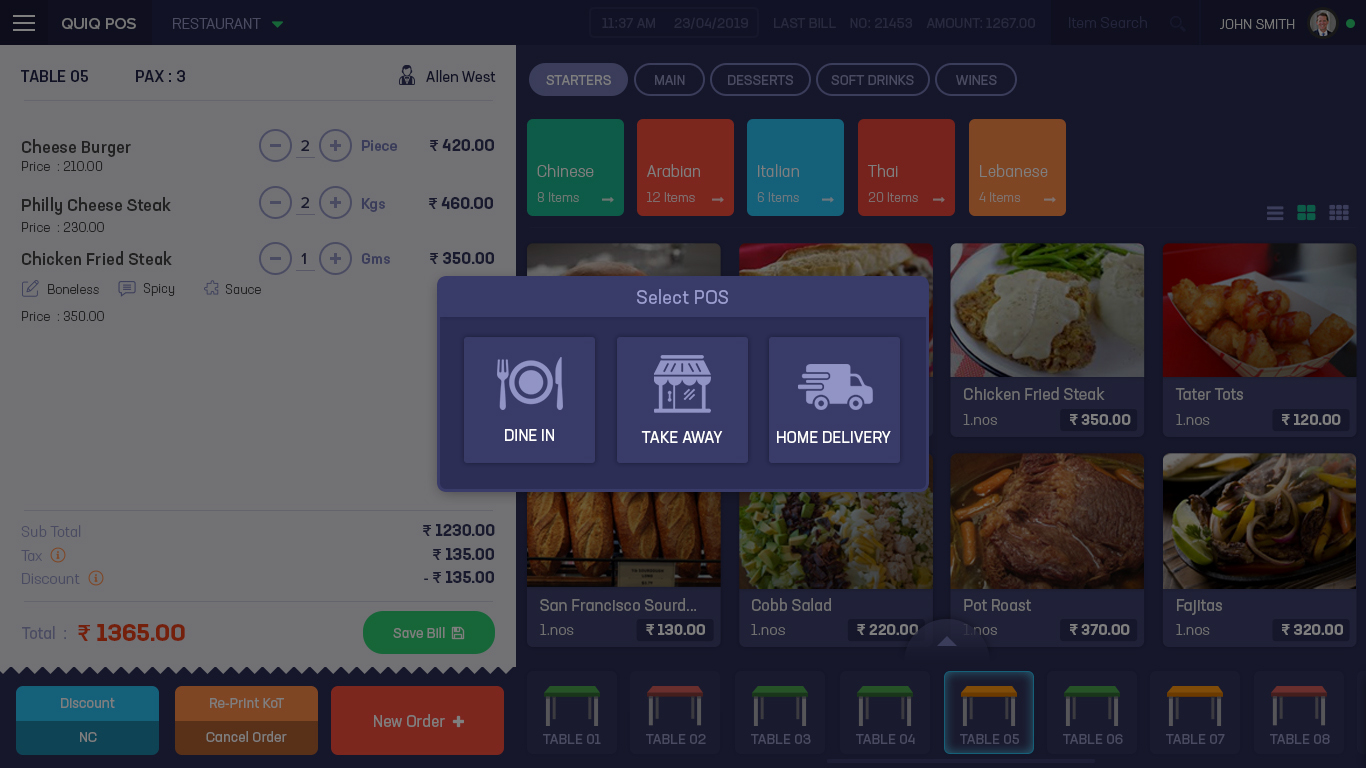 QUIQ POS RESTAURANT 11:37 AM 23/04/2019 LAST BILL NO: 21453 AMOUNT: 1267.00 Item Search JOHN SMITH
TABLE 05 PAX : 3 Allen West
Cheese Burger 2 Piece ₹ 420.00
Price : 210.00
Philly Cheese Steak 2 Kgs ₹ 460.00
Price : 230.00
Chicken Fried Steak 1 Gms ₹ 350.00
Boneless Spicy Sauce
Price : 350.00
Sub Total ₹ 1230.00
Tax ₹ 135.00
Discount - ₹ 135.00
Total : ₹ 1365.00 Save Bill
Discount
NC
Re-Print KoT
Cancel Order
New Order +
STARTERS MAIN DESSERTS SOFT DRINKS WINES
Chinese
8 Items
Arabian
12 Items
Italian
6 Items
Thai
20 Items
Lebanese
4 Items
Select POS
DINE IN TAKE AWAY HOME DELIVERY
Chicken Fried Steak
1.nos ₹ 350.00
Tater Tots
1.nos ₹ 120.00
San Francisco Sourd...
1.nos ₹ 130.00
Cobb Salad
1.nos ₹ 220.00
Pot Roast
1.nos ₹ 370.00
Fajitas
1.nos ₹ 320.00
TABLE 01 TABLE 02 TABLE 03 TABLE 04 TABLE 05 TABLE 06 TABLE 07 TABLE 08